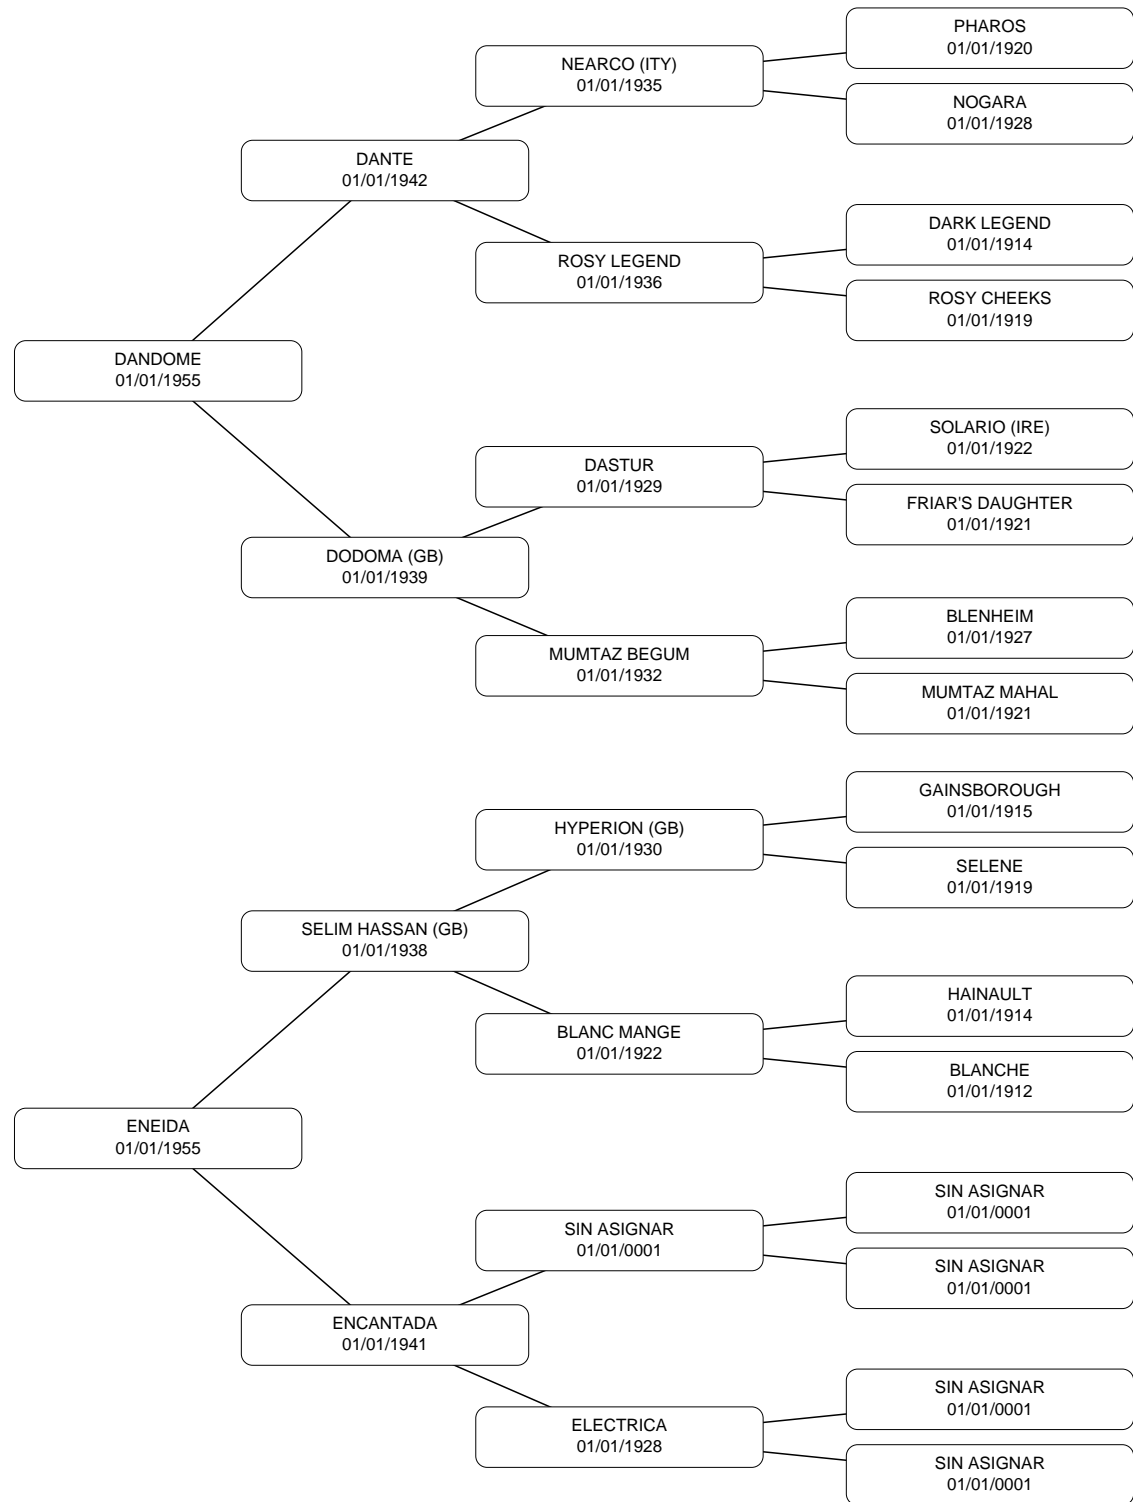 PHAROS
01/01/1920
NEARCO (ITY)
01/01/1935
NOGARA
01/01/1928
DANTE
01/01/1942
DARK LEGEND
01/01/1914
ROSY LEGEND
01/01/1936
ROSY CHEEKS
01/01/1919
DANDOME
01/01/1955
SOLARIO (IRE)
01/01/1922
DASTUR
01/01/1929
FRIAR'S DAUGHTER
01/01/1921
DODOMA (GB)
01/01/1939
BLENHEIM
01/01/1927
MUMTAZ BEGUM
01/01/1932
MUMTAZ MAHAL
01/01/1921
GAINSBOROUGH
01/01/1915
HYPERION (GB)
01/01/1930
SELENE
01/01/1919
SELIM HASSAN (GB)
01/01/1938
HAINAULT
01/01/1914
BLANC MANGE
01/01/1922
BLANCHE
01/01/1912
ENEIDA
01/01/1955
SIN ASIGNAR
01/01/0001
SIN ASIGNAR
01/01/0001
SIN ASIGNAR
01/01/0001
ENCANTADA
01/01/1941
SIN ASIGNAR
01/01/0001
ELECTRICA
01/01/1928
SIN ASIGNAR
01/01/0001